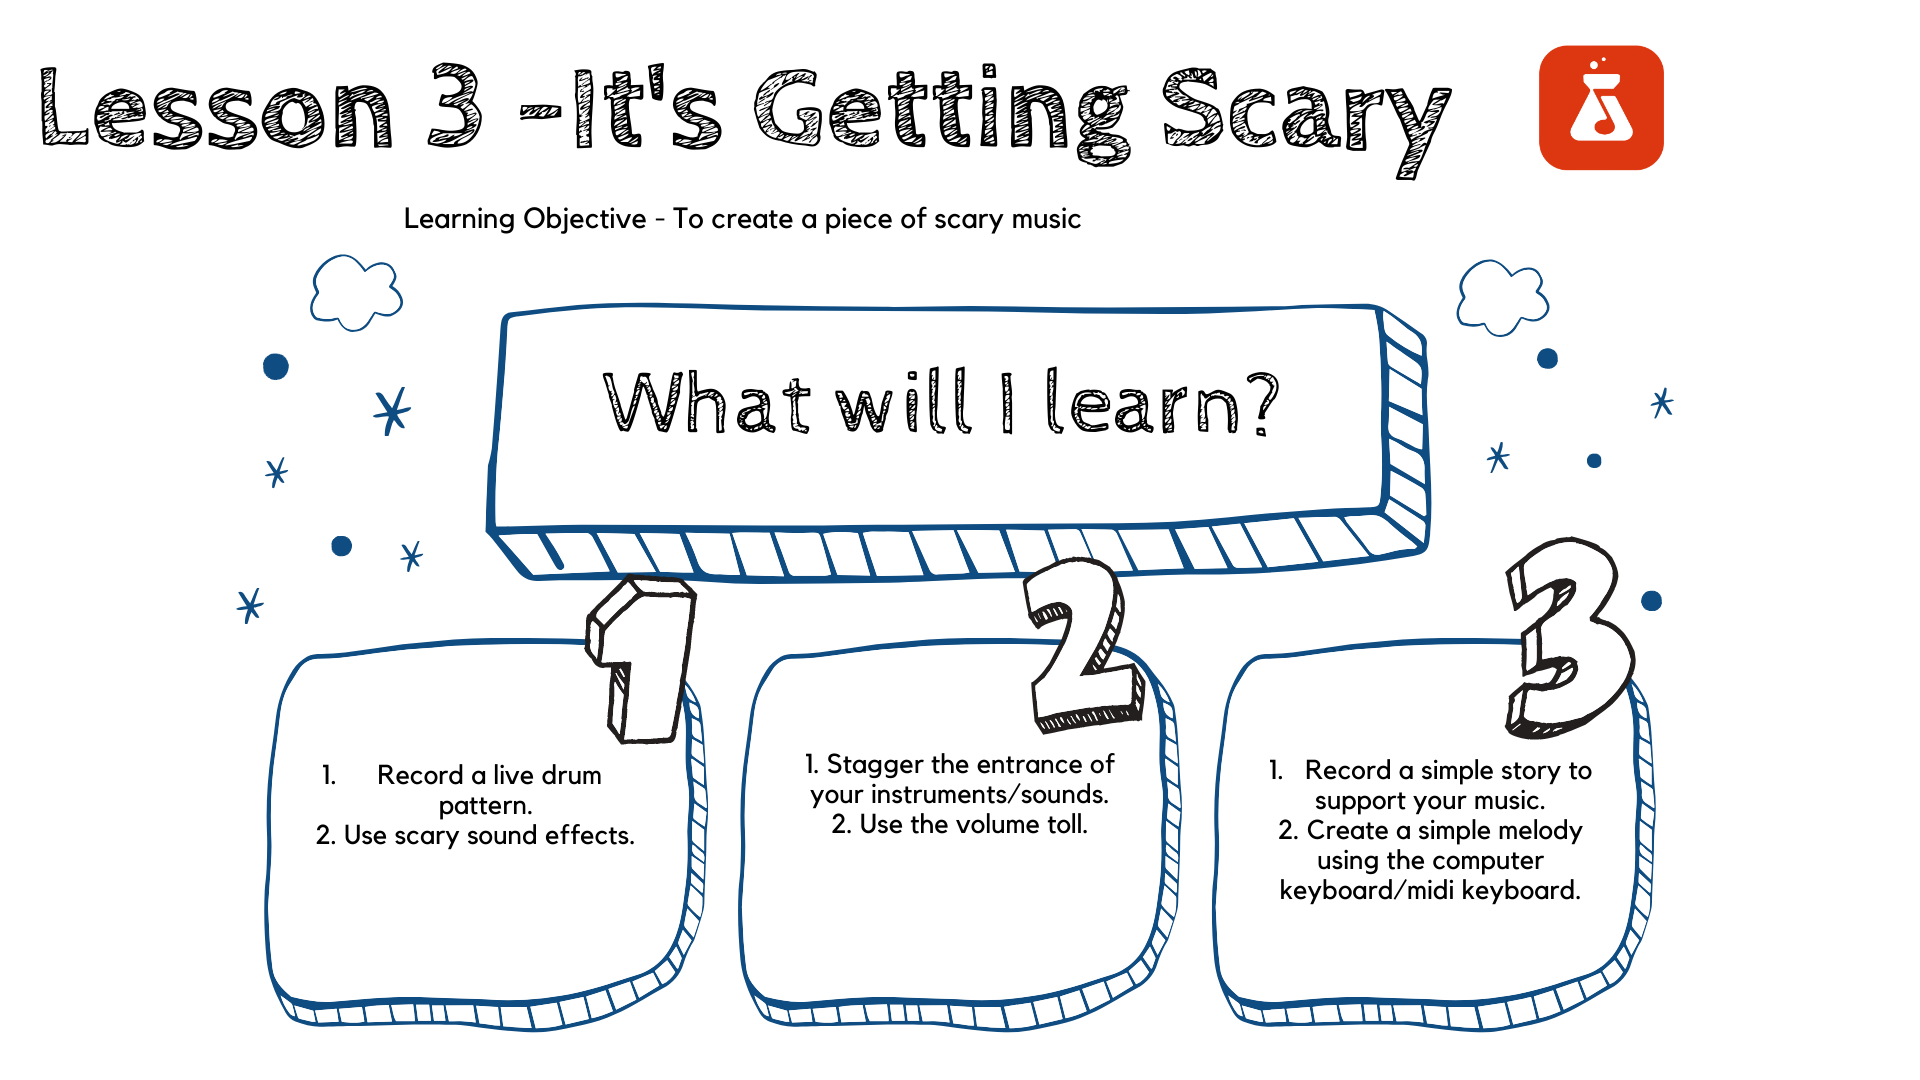 Lesson 3 -It's Getting Scary
Learning Objective - To create a piece of scary music
What will I learn?
1
1. Record a live drum
pattern.
2. Use scary sound effects.
2
1. Stagger the entrance of
your instruments/sounds.
2. Use the volume toll.
3
1. Record a simple story to
support your music.
2. Create a simple melody
using the computer
keyboard/midi keyboard.